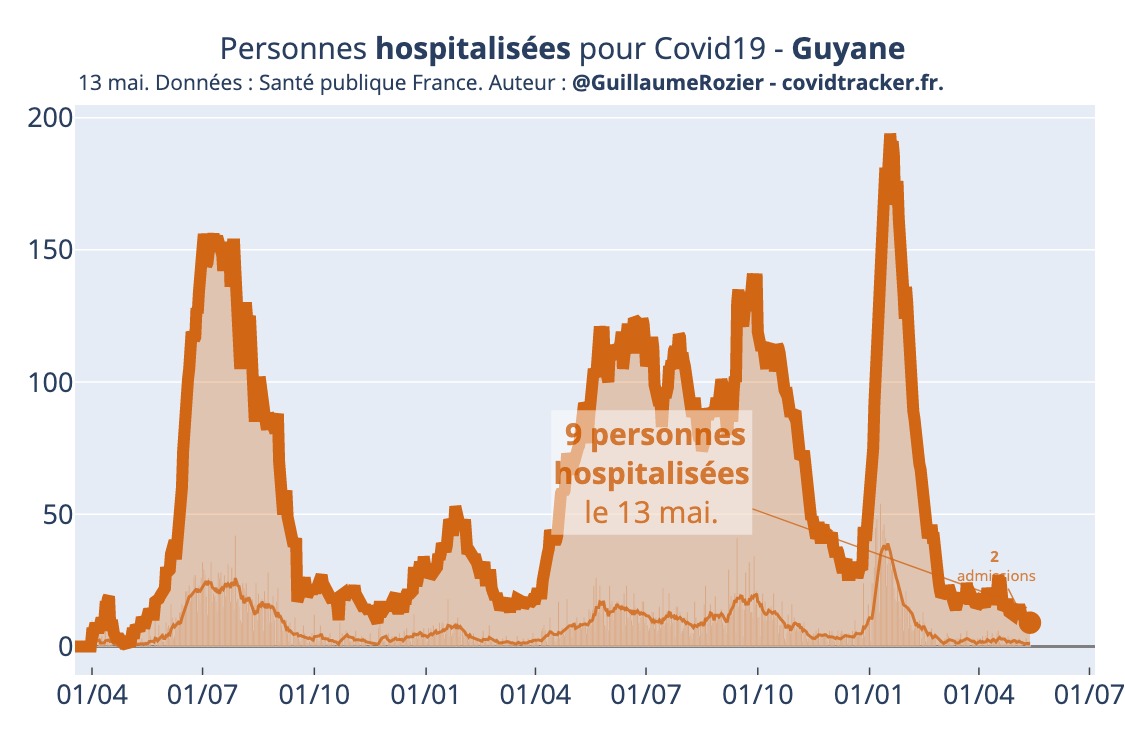 Personnes hospitalisées pour Covid19 - Guyane
13 mai. Données : Santé publique France. Auteur : @GuillaumeRozier - covidtracker.fr.
200
150
100
50
0
9 personnes
hospitalisées
le 13 mai.
2
admissions
01/04 01/07 01/10 01/01 01/04 01/07 01/10 01/01 01/04 01/07